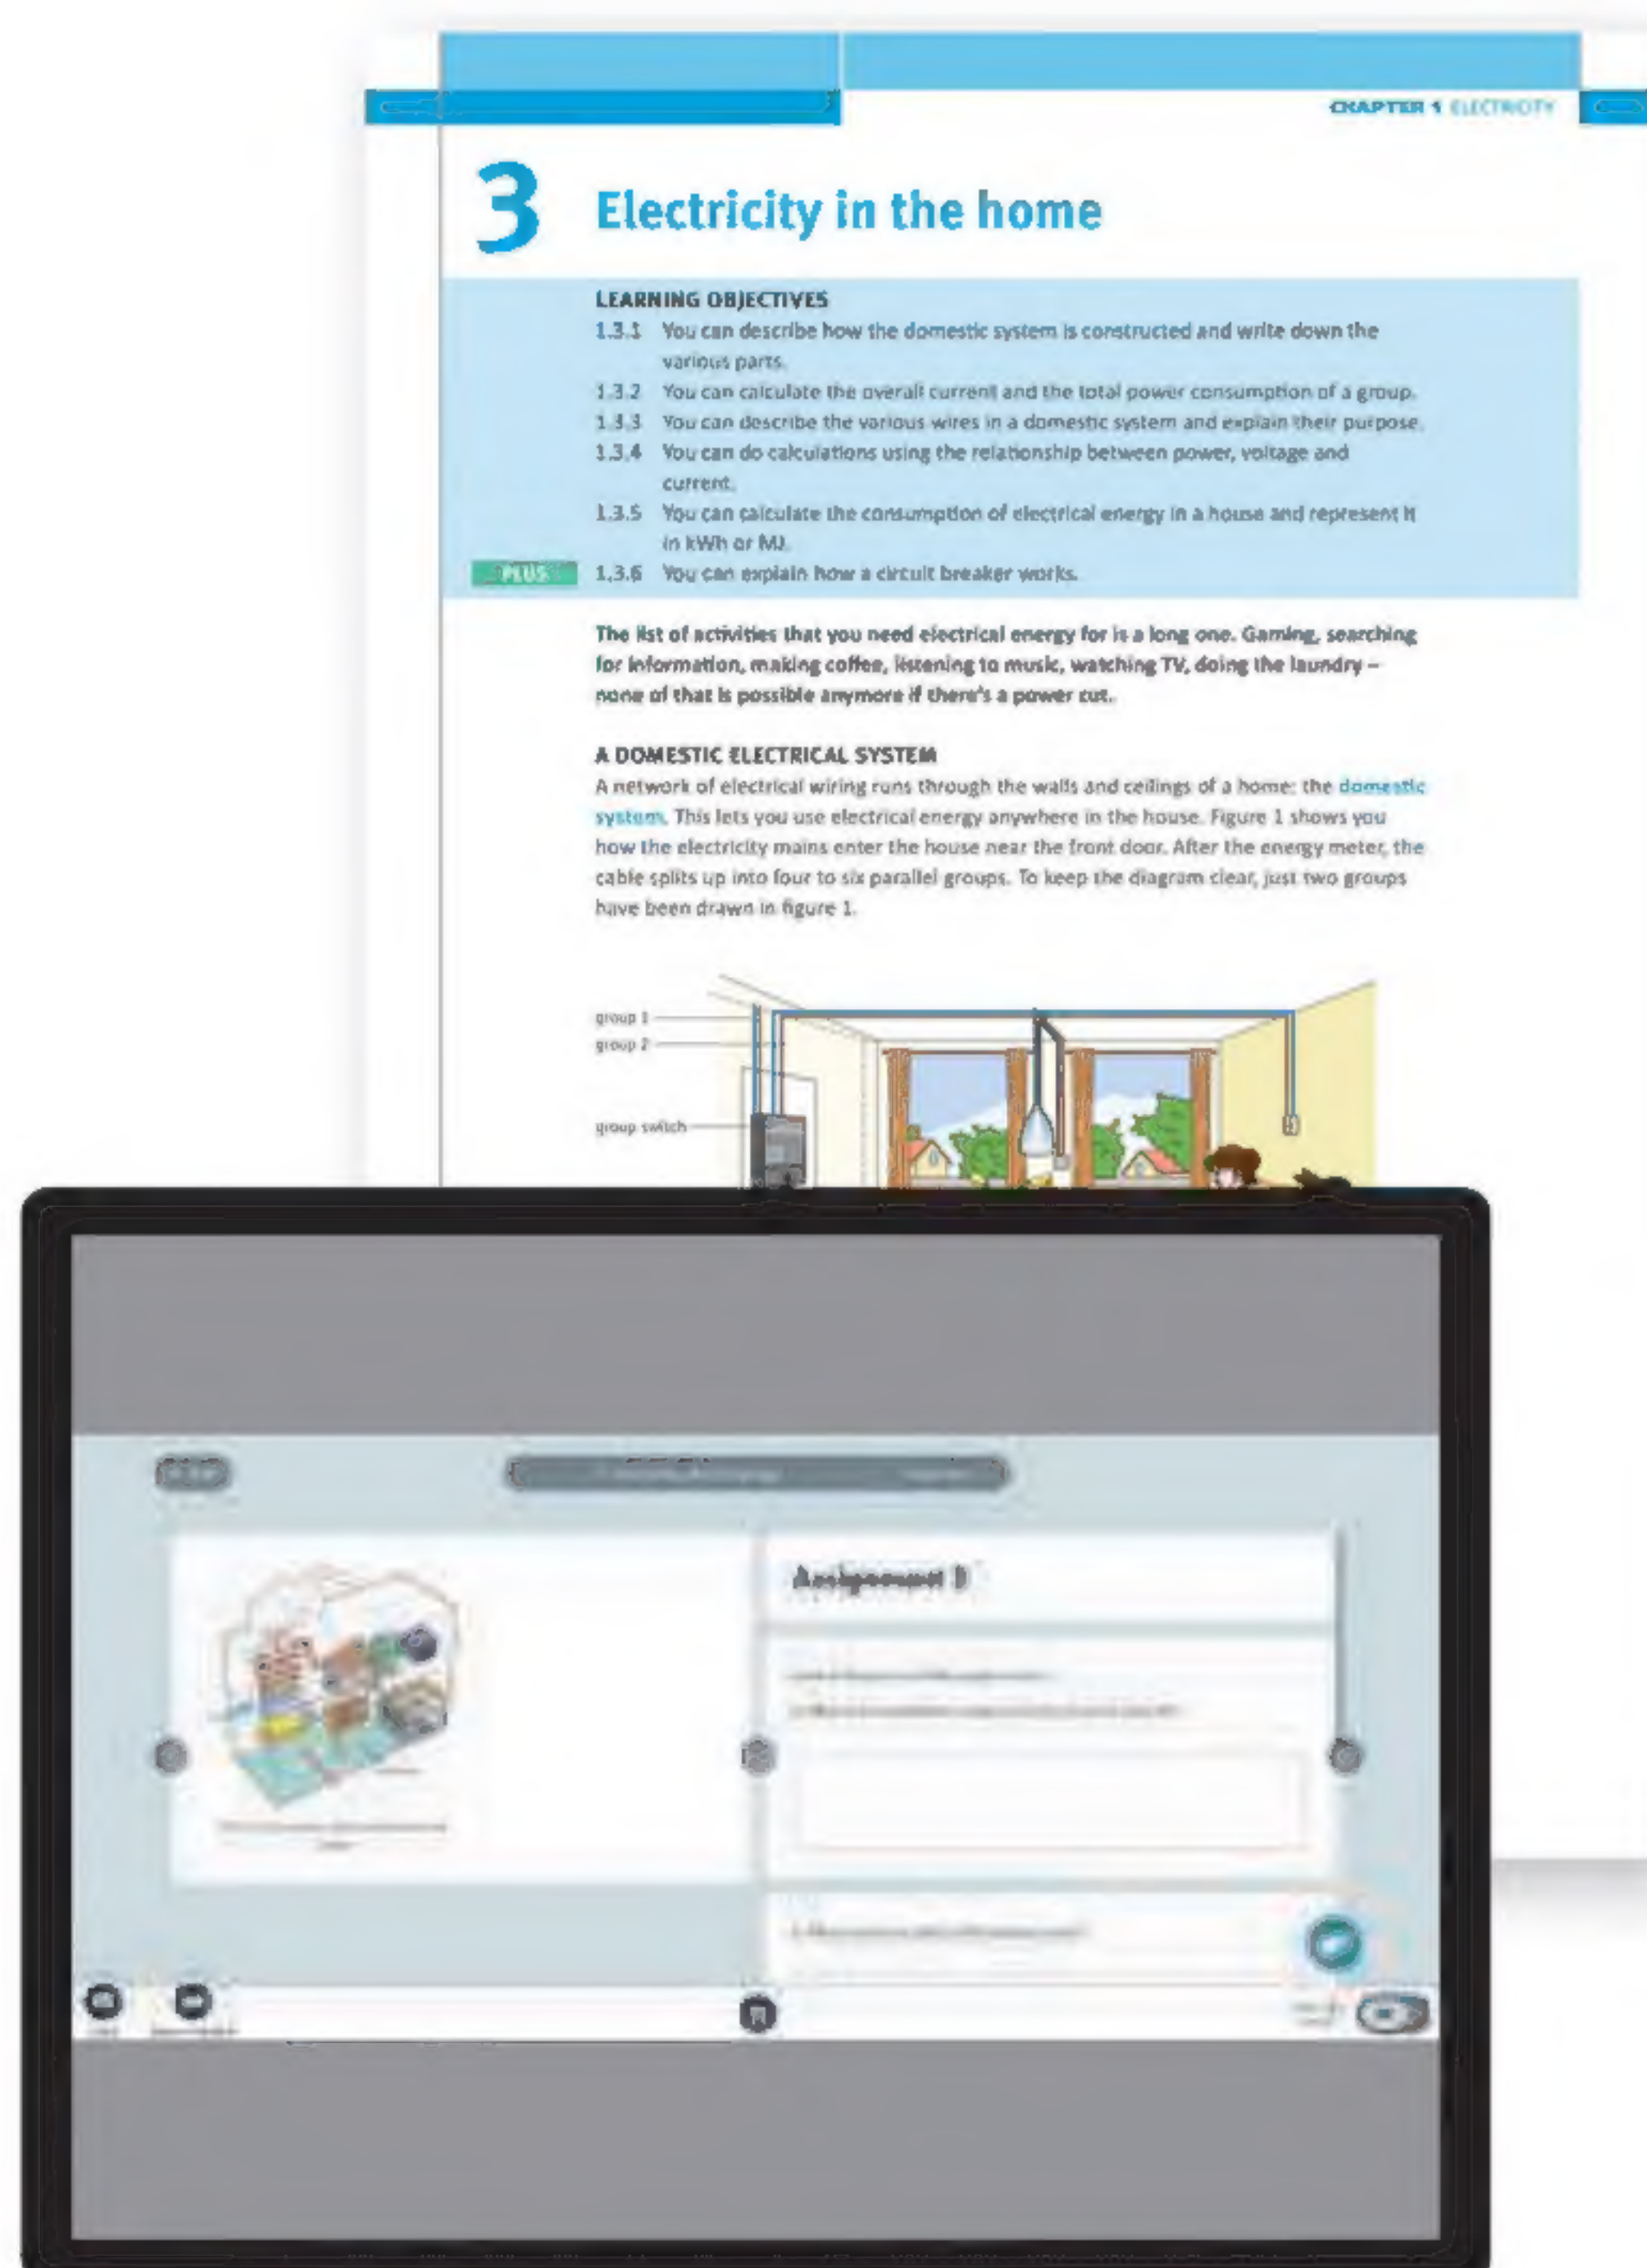 CHAPTER 1 ELECTRICITY
3 Electricity in the home
LEARNING OBJECTIVES
1.3.1 You can describe how the domestic system is constructed and write down the
various parts.
1.3.2 You can calculate the overall current and the total power consumption of a group.
1.3.3 You can describe the various wires in a domestic system and explain their purpose.
1.3.4 You can do calculations using the relationship between power, voltage and
current.
1.3.5 You can calculate the consumption of electrical energy in a house and represent it
in kWh or MJ.
PLUS 1.3.6 You can explain how a circuit breaker works.
The list of activities that you need electrical energy for is a long one. Gaming, searching
for information, making coffee, listening to music, watching TV, doing the laundry –
none of that is possible anymore if there's a power cut.
A DOMESTIC ELECTRICAL SYSTEM
A network of electrical wiring runs through the walls and ceilings of a home: the domestic
system. This lets you use electrical energy anywhere in the house. Figure 1 shows you
how the electricity mains enter the house near the front door. After the energy meter, the
cable splits up into four to six parallel groups. To keep the diagram clear, just two groups
have been drawn in figure 1.
group 1
group 2
group switch
Assignment